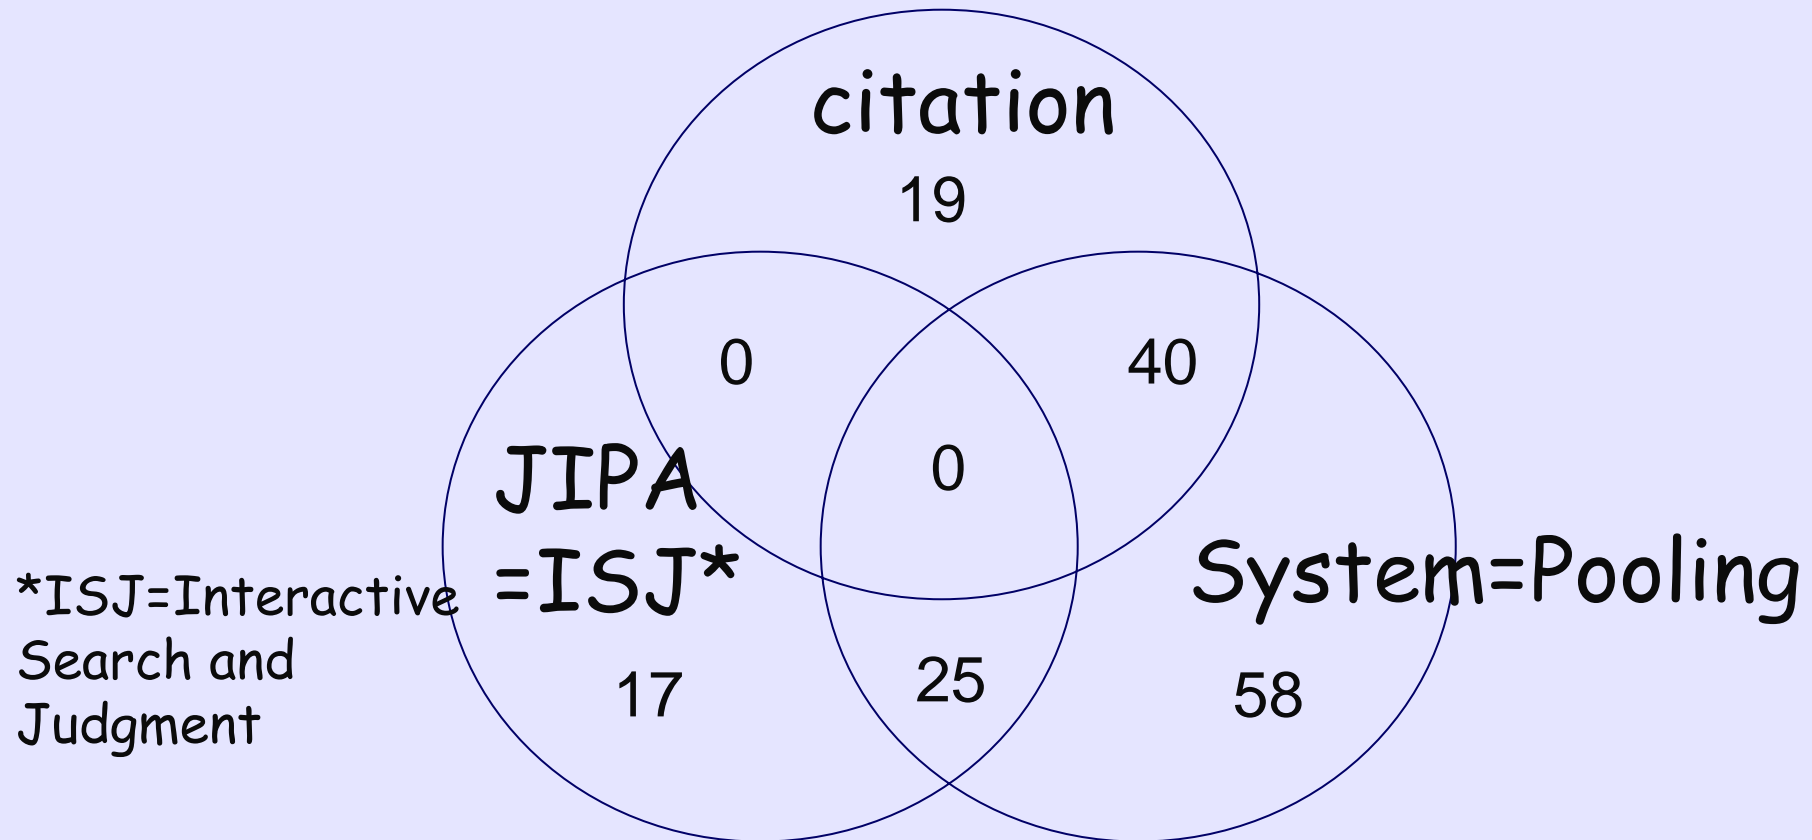 citation
19
0
40
JIPA
=ISJ*
0
System=Pooling
*ISJ=Interactive
Search and
Judgment
17
25
58